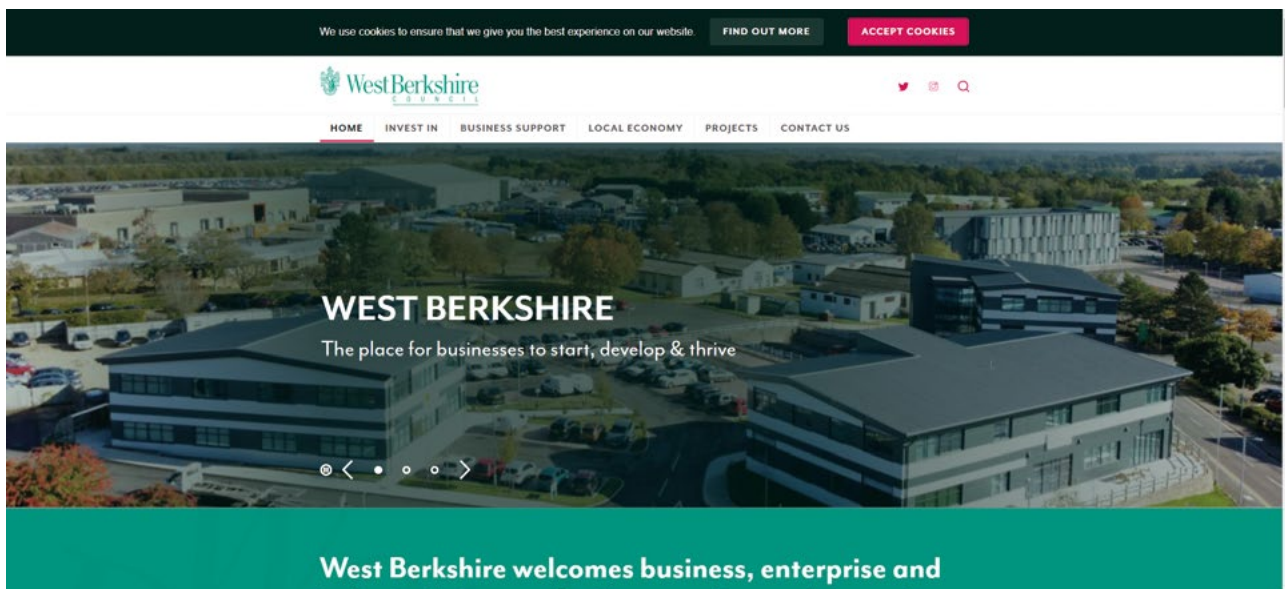 We use cookies to ensure that we give you the best experience on our website. FIND OUT MORE ACCEPT COOKIES
West Berkshire
COUNCIL
HOME INVEST IN BUSINESS SUPPORT LOCAL ECONOMY PROJECTS CONTACT US
WEST BERKSHIRE
The place for businesses to start, develop & thrive
West Berkshire welcomes business, enterprise and